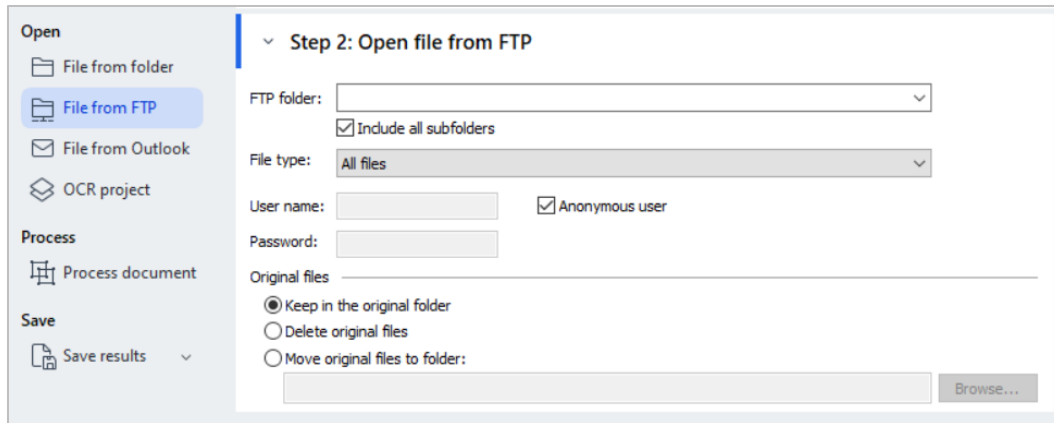 Open
File from folder
File from FTP
File from Outlook
OCR project
Process
Process document
Save
Save results
Step 2: Open file from FTP
FTP folder:
Include all subfolders
File type: All files
User name: Anonymous user
Password:
Original files
Keep in the original folder
Delete original files
Move original files to folder:
Browse...